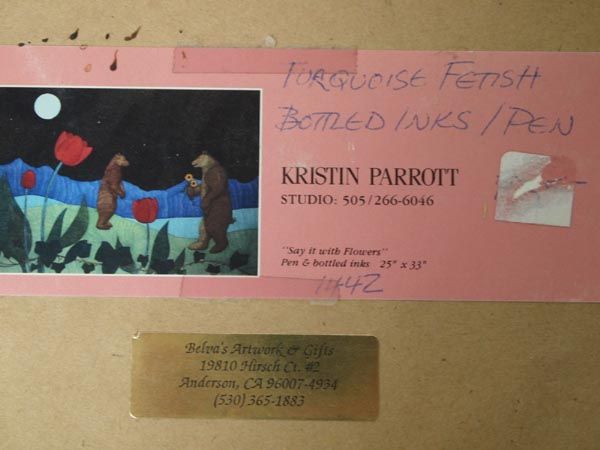 TURQUOISE FETISH
BOTTLED INKS / PEN
KRISTIN PARROTT
STUDIO: 505/266-6046
"Say it with Flowers"
Pen & bottled inks 25" x 33"
1442
Belva's Artwork & Gifts
19810 Hirsch Ct. #2
Anderson, CA 96007-4934
(530) 365-1883